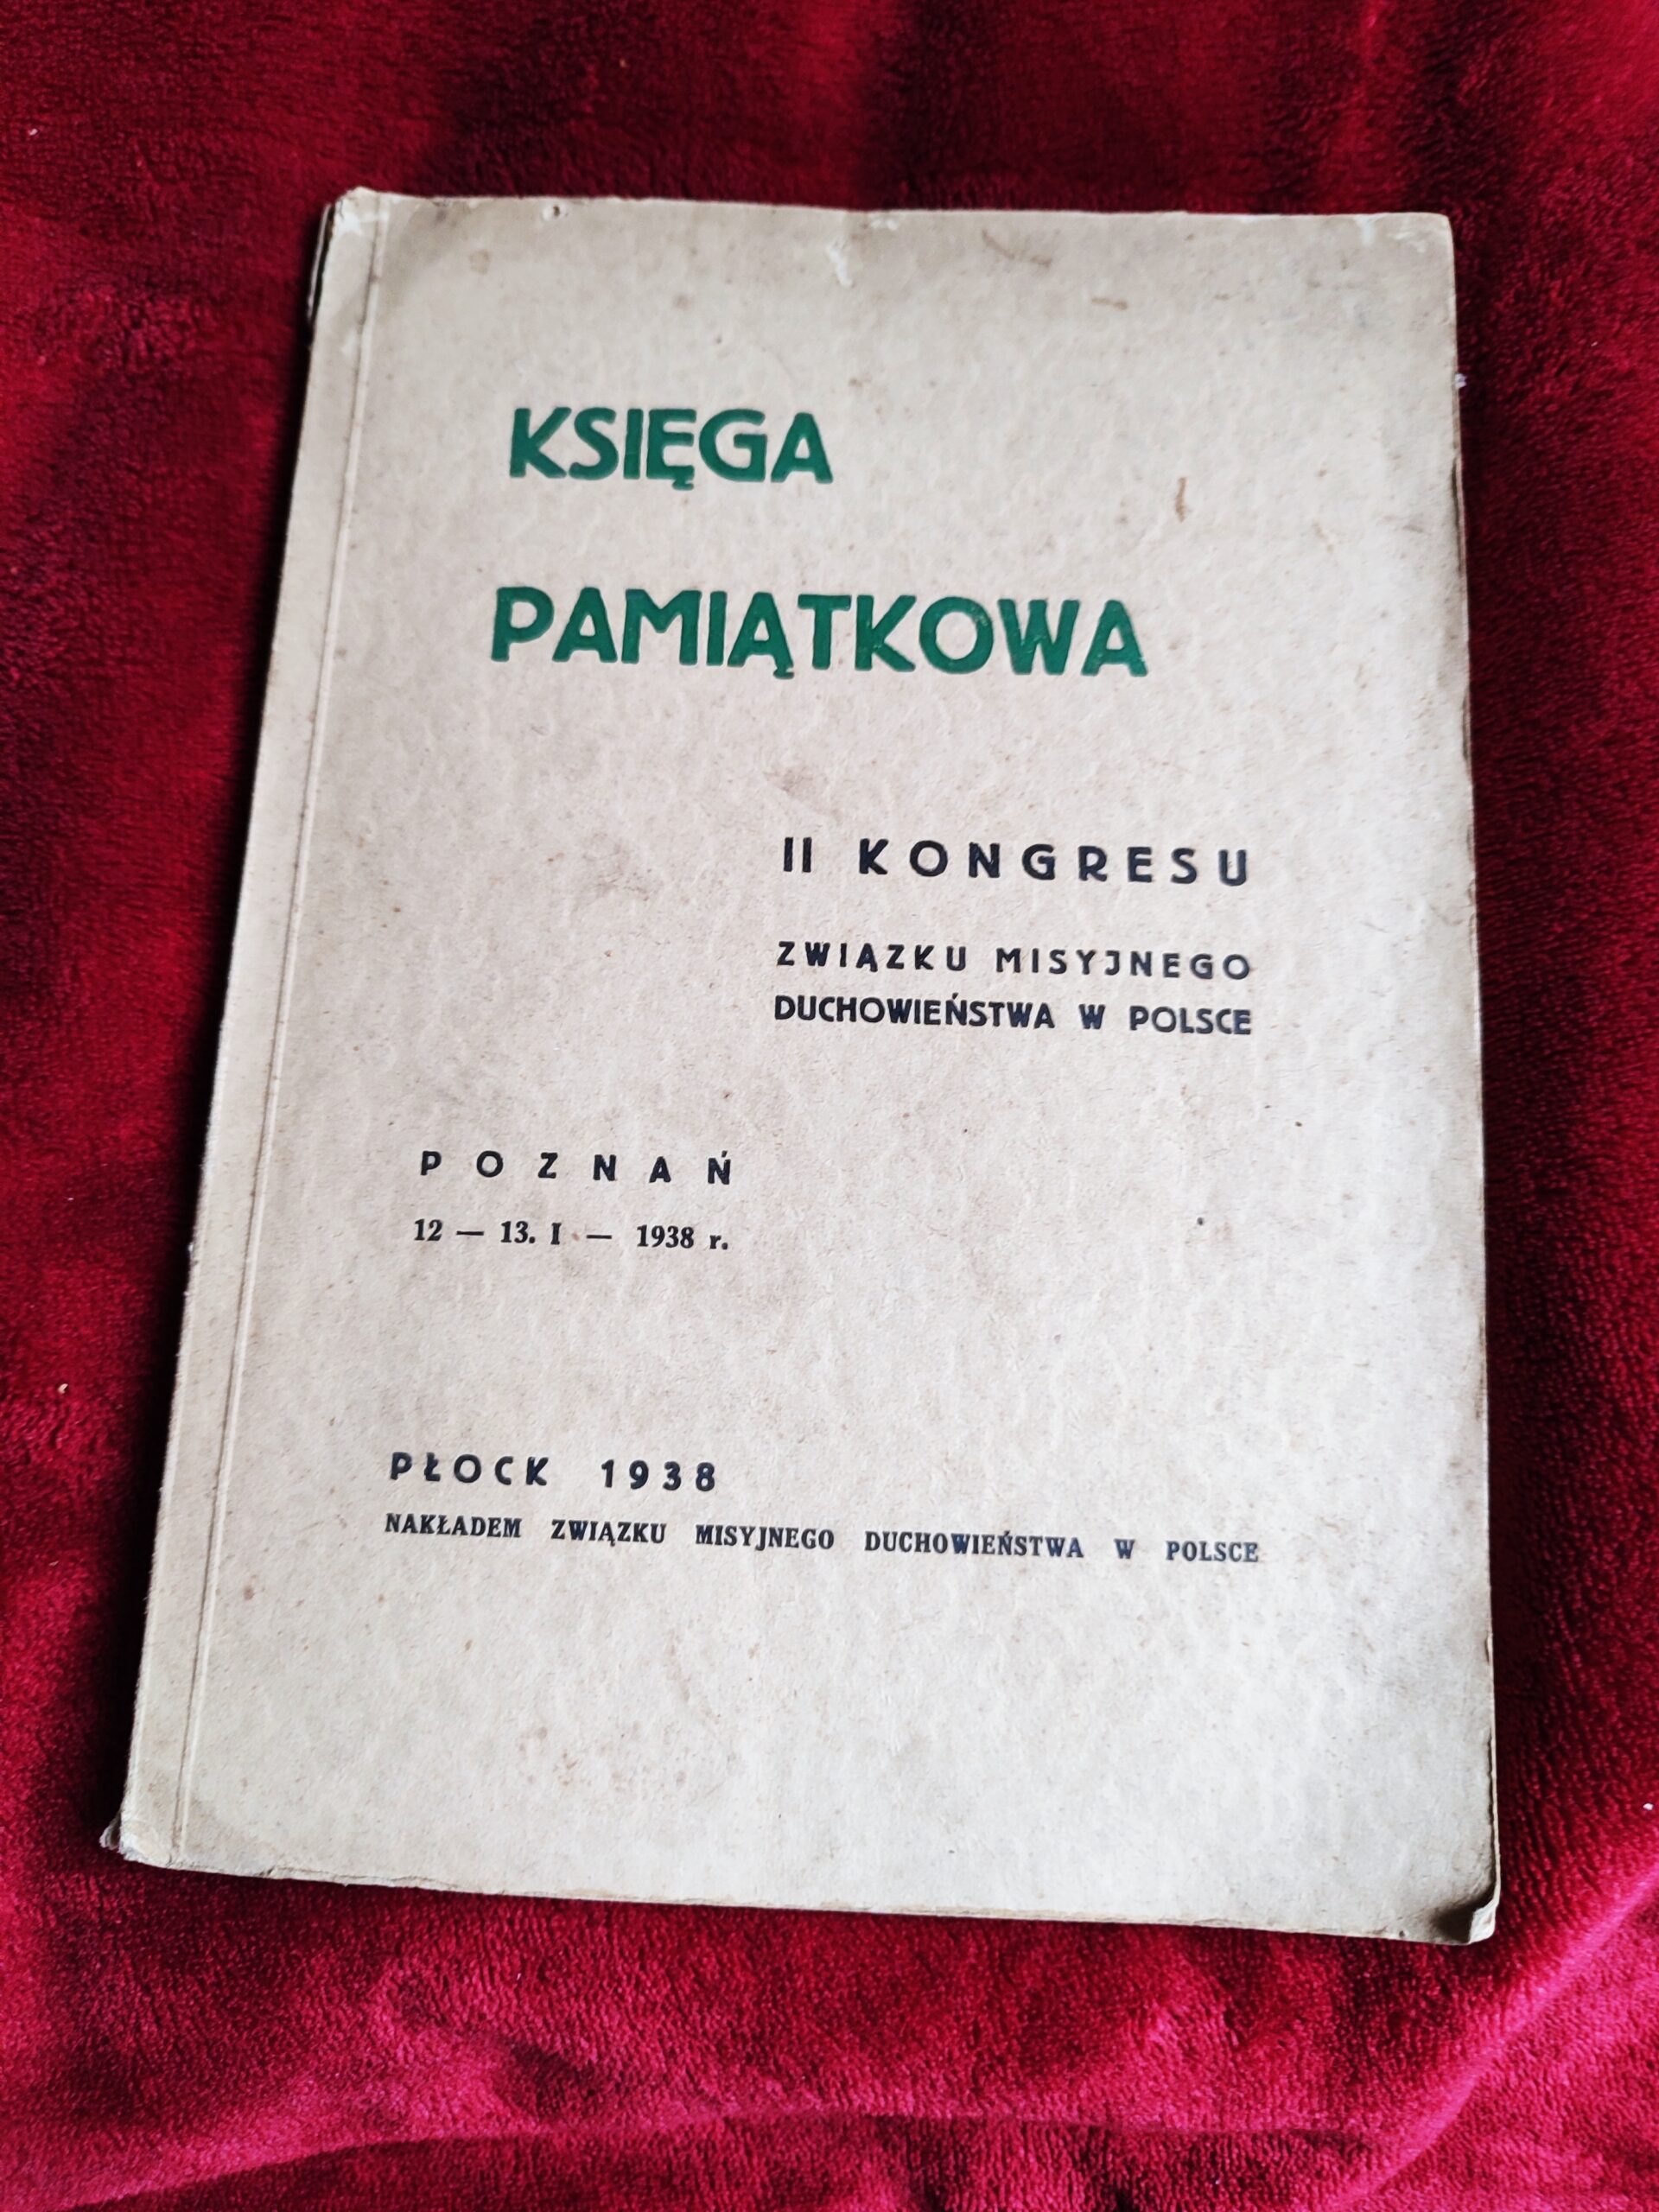 KSIĘGA
PAMIĄTKOWA
II KONGRESU
ZWIĄZKU MISYJNEGO
DUCHOWIEŃSTWA W POLSCE
POZNAŃ
12 — 13. I — 1938 r.
PŁOCK 1938
NAKŁADEM ZWIĄZKU MISYJNEGO DUCHOWIEŃSTWA W POLSCE